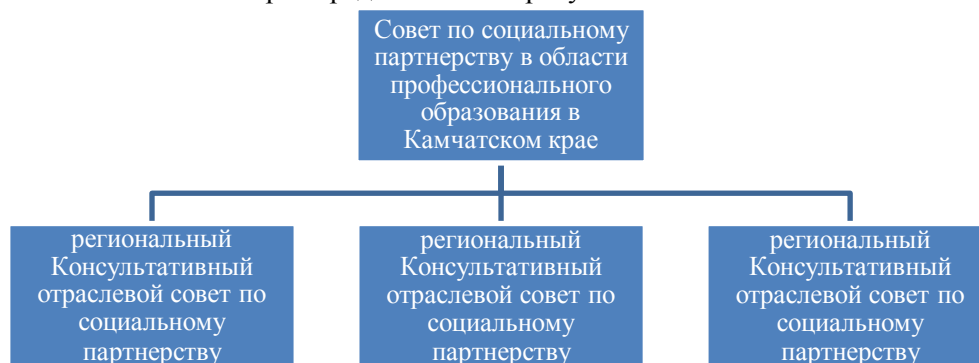 Совет по социальному
партнерству в области
профессионального
образования в
Камчатском крае
региональный
Консультативный
отраслевой совет по
социальному
партнерству
региональный
Консультативный
отраслевой совет по
социальному
партнерству
региональный
Консультативный
отраслевой совет по
социальному
партнерству